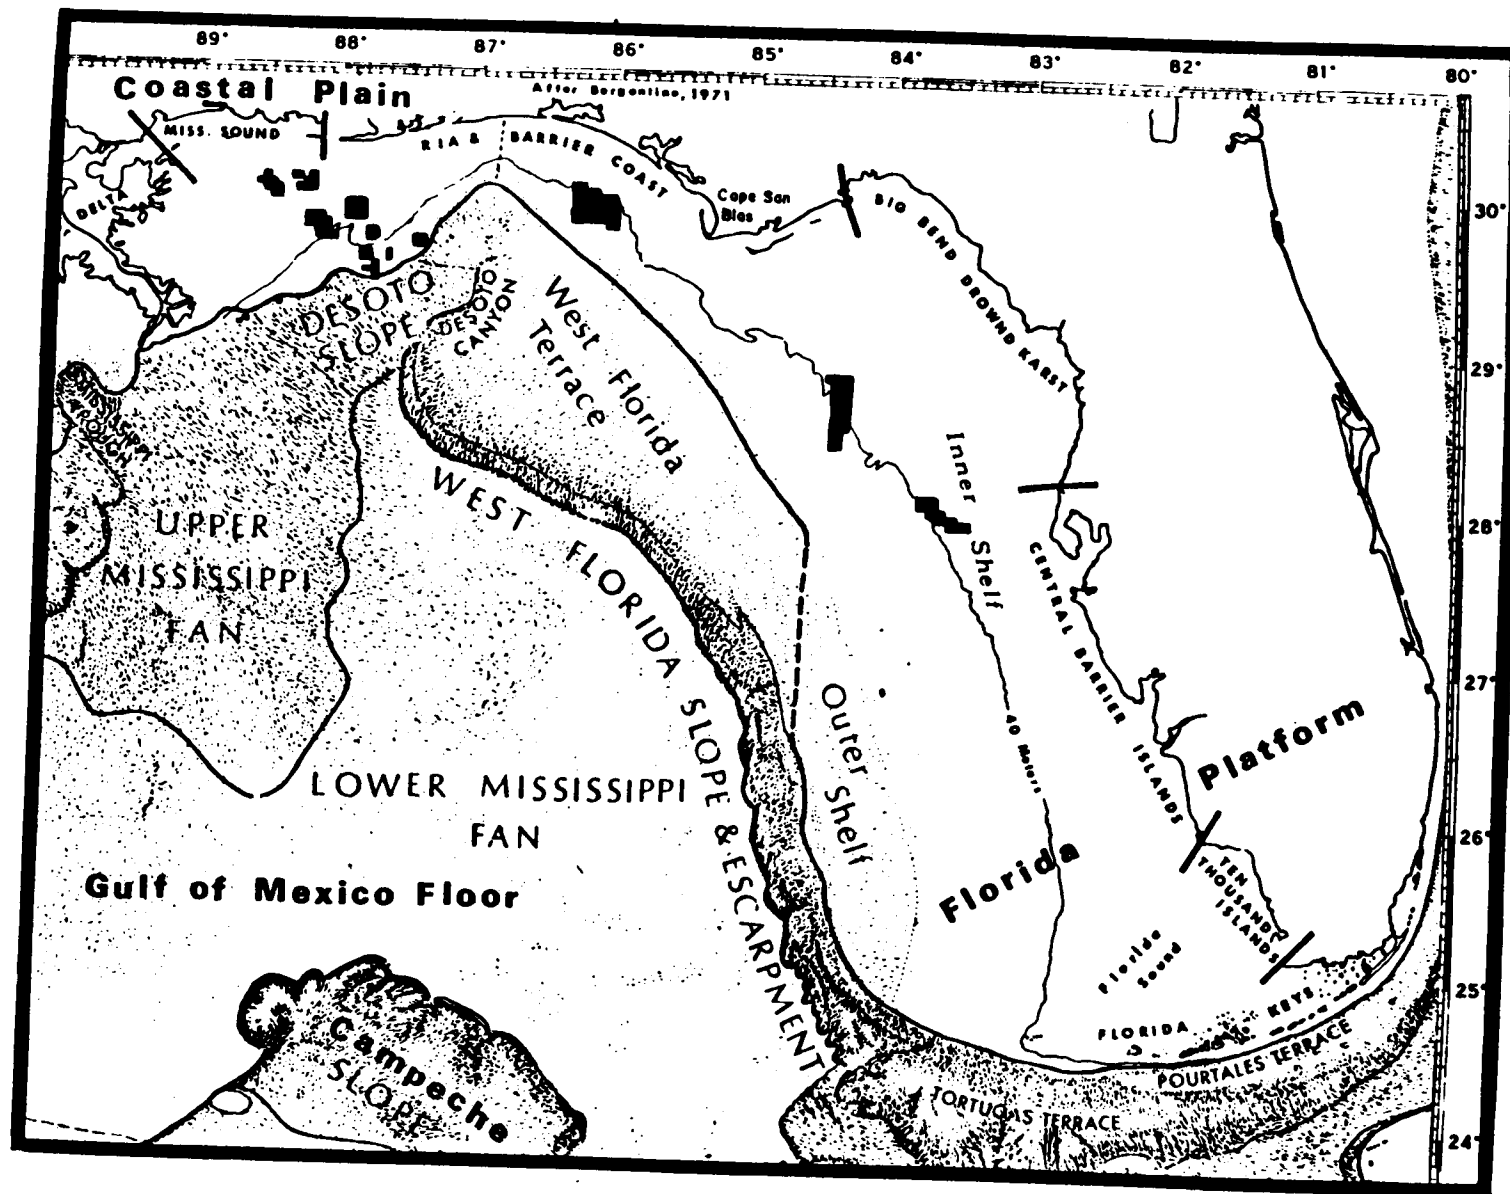 89° 88° 87° 86° 85° 84° 83° 82° 81° 80°
Coastal Plain
After Bergantino, 1971
MISS. SOUND
RIA & BARRIER COAST
DELTA
Cape San
Blas
BIG BEND DROWND KARST
30°
DESOTO
SLOPE
DESOTO
CANYON
West Florida
Terrace
29°
MISSISSIPPI
TROUGH
Inner Shelf
WEST FLORIDA SLOPE & ESCARPMENT
UPPER
MISSISSIPPI
FAN
28°
CENTRAL BARRIER ISLANDS
27°
Outer Shelf
40 Meters
Florida Platform
LOWER MISSISSIPPI
FAN
26°
Gulf of Mexico Floor
TEN
THOUSAND
ISLANDS
Florida
Sound
25°
FLORIDA KEYS
Campeche
SLOPE
POURTALES TERRACE
TORTUGAS TERRACE
24°